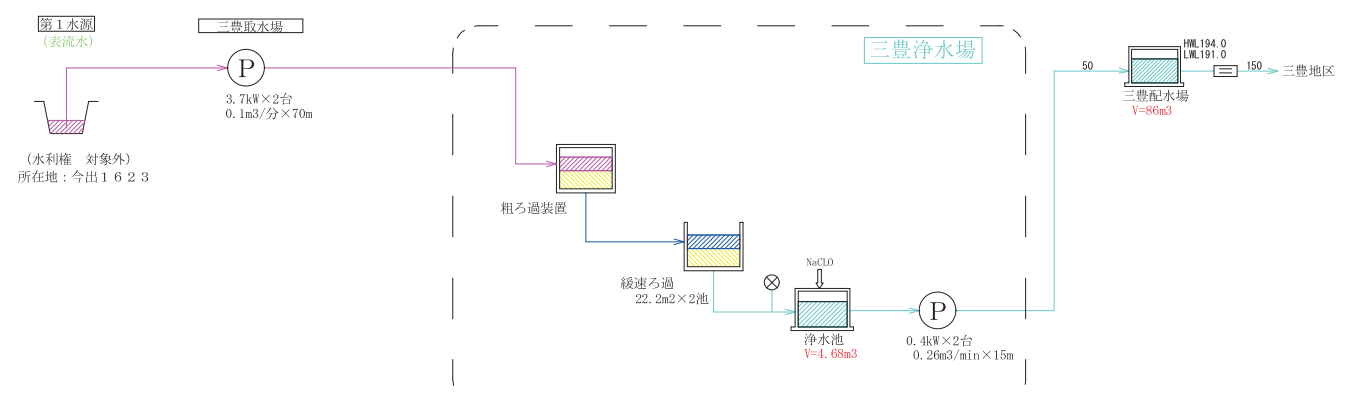 第１水源
(表流水)
三豊取水場
P
3.7kW×2台
0.1m3/分×70m
(水利権　対象外)
所在地：今出１６２３
三豊浄水場
粗ろ過装置
緩速ろ過
22.2m2×2池
NaCLO
浄水池
V=4.68m3
P
0.4kW×2台
0.26m3/min×15m
50
HWL194.0
LWL191.0
150
三豊地区
三豊配水場
V=86m3